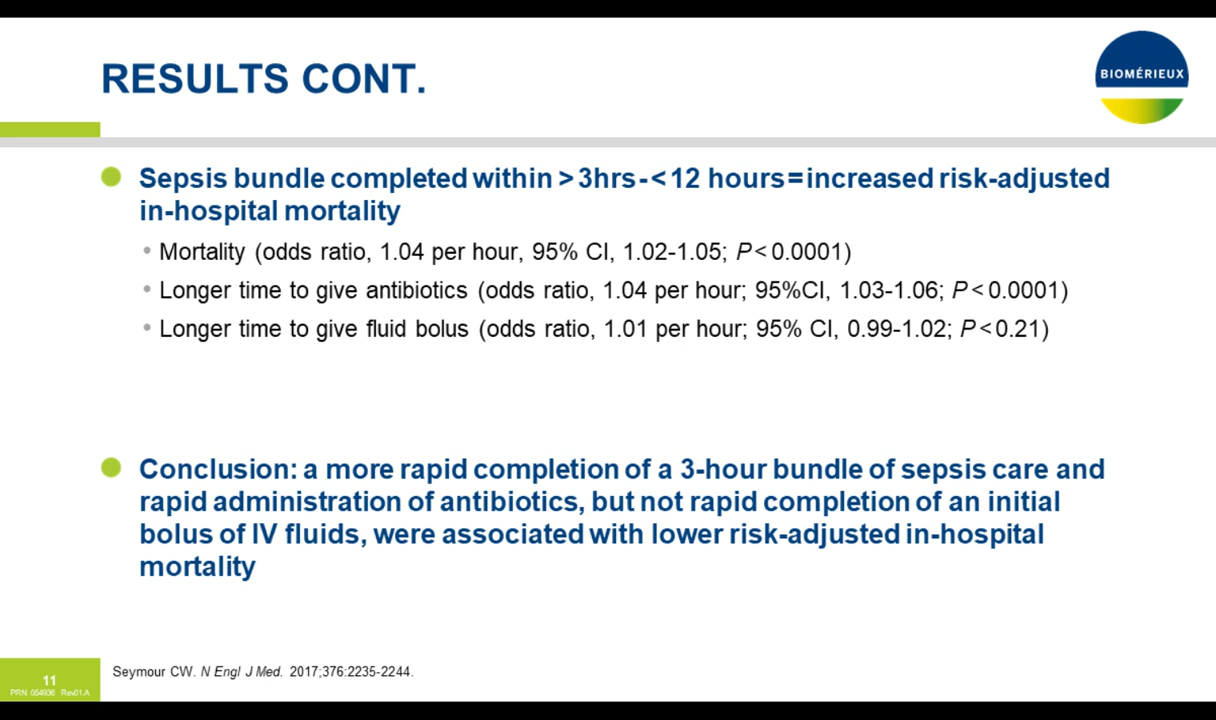 RESULTS CONT.
BIOMÉRIEUX
Sepsis bundle completed within >3hrs-<12 hours=increased risk-adjusted
in-hospital mortality
• Mortality (odds ratio, 1.04 per hour, 95% CI, 1.02-1.05; P<0.0001)
• Longer time to give antibiotics (odds ratio, 1.04 per hour; 95%CI, 1.03-1.06; P<0.0001)
• Longer time to give fluid bolus (odds ratio, 1.01 per hour; 95% CI, 0.99-1.02; P<0.21)
Conclusion: a more rapid completion of a 3-hour bundle of sepsis care and
rapid administration of antibiotics, but not rapid completion of an initial
bolus of IV fluids, were associated with lower risk-adjusted in-hospital
mortality
Seymour CW. N Engl J Med. 2017;376:2235-2244.
11
PRN Rev01.A